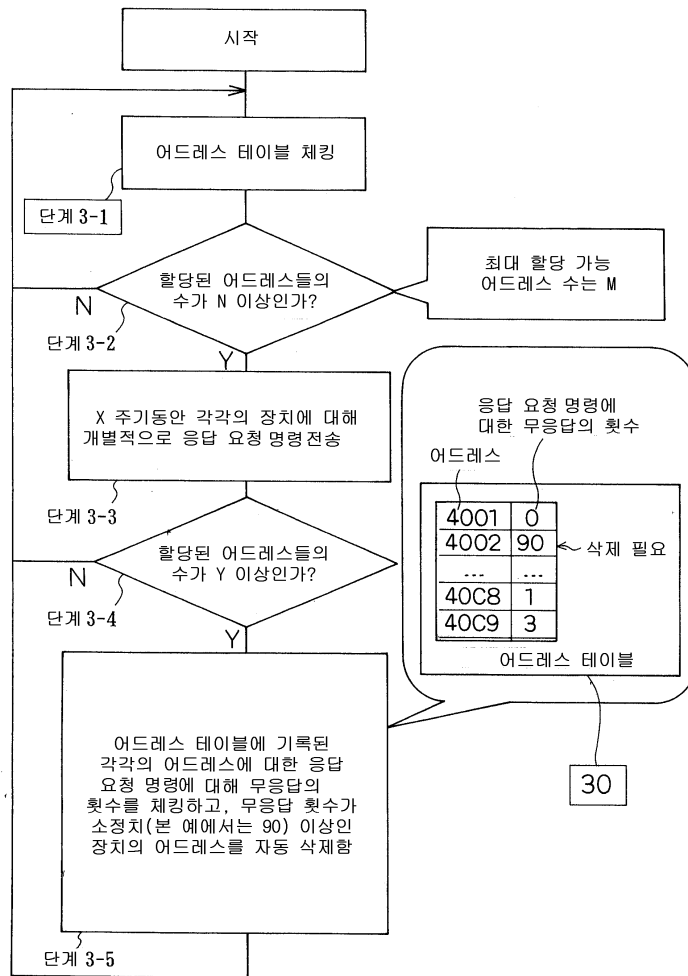 시작
어드레스 테이블 체킹
단계 3-1
할당된 어드레스들의
수가 N 이상인가?
최대 할당 가능
어드레스 수는 M
N
단계 3-2
Y
X 주기동안 각각의 장치에 대해
개별적으로 응답 요청 명령전송
단계 3-3
응답 요청 명령에
대한 무응답의 횟수
어드레스
4001 0
4002 90
삭제 필요
... ...
40C8 1
40C9 3
어드레스 테이블
30
할당된 어드레스들의
수가 Y 이상인가?
N
단계 3-4
Y
어드레스 테이블에 기록된
각각의 어드레스에 대한 응답
요청 명령에 대해 무응답의
횟수를 체킹하고, 무응답 횟수가
소정치(본 예에서는 90) 이상인
장치의 어드레스를 자동 삭제함
단계 3-5